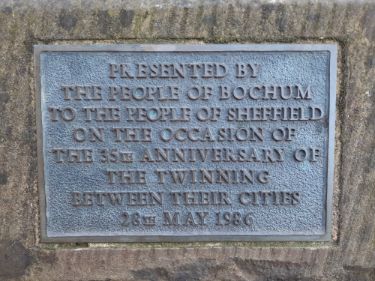 PRESENTED BY
THE PEOPLE OF BOCHUM
TO THE PEOPLE OF SHEFFIELD
ON THE OCCASION OF
THE 35TH ANNIVERSARY OF
THE TWINNING
BETWEEN THEIR CITIES
28TH MAY 1986